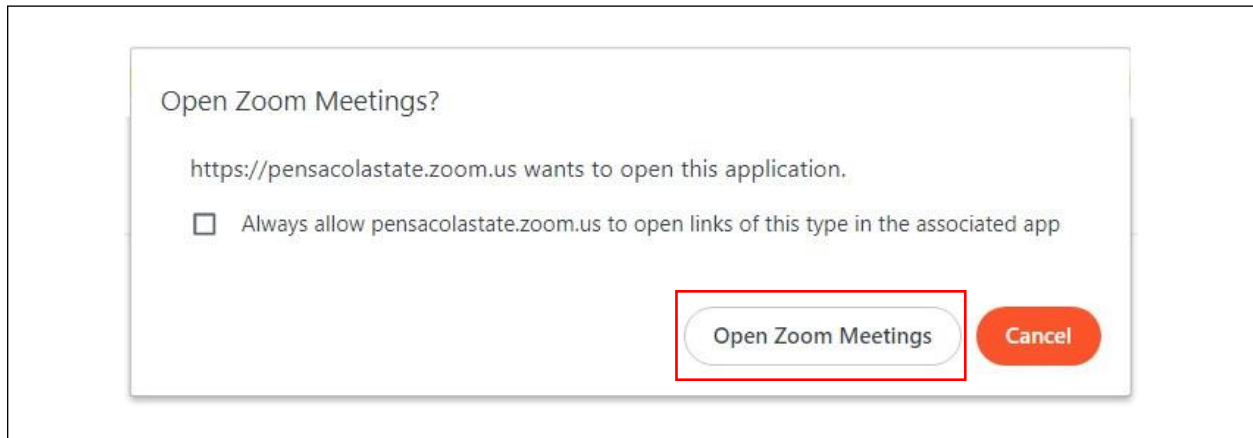 Open Zoom Meetings?
https://pensacolastate.zoom.us wants to open this application.
Always allow pensacolastate.zoom.us to open links of this type in the associated app
Open Zoom Meetings
Cancel